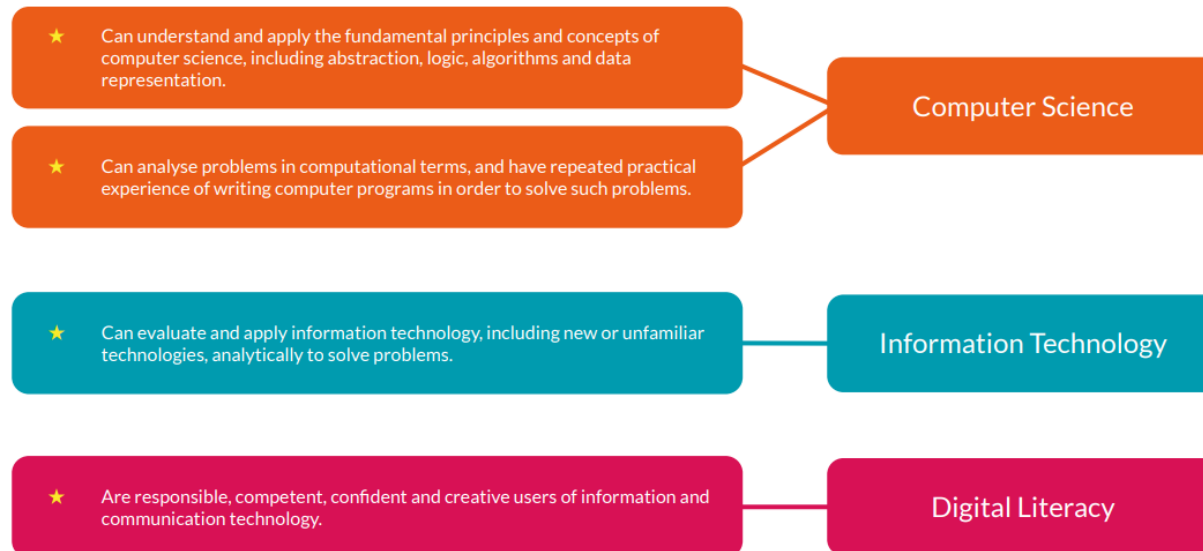 Can understand and apply the fundamental principles and concepts of
computer science, including abstraction, logic, algorithms and data
representation.
Computer Science
Can analyse problems in computational terms, and have repeated practical
experience of writing computer programs in order to solve such problems.
Can evaluate and apply information technology, including new or unfamiliar
technologies, analytically to solve problems.
Information Technology
Are responsible, competent, confident and creative users of information and
communication technology.
Digital Literacy